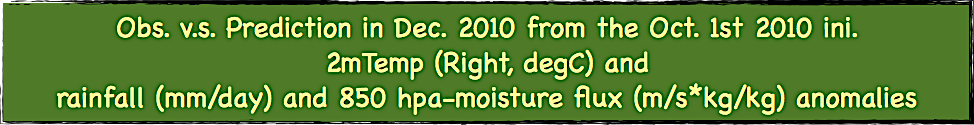 Obs. v.s. Prediction in Dec. 2010 from the Oct. 1st 2010 ini.
2mTemp (Right, degC) and
rainfall (mm/day) and 850 hpa-moisture flux (m/s*kg/kg) anomalies